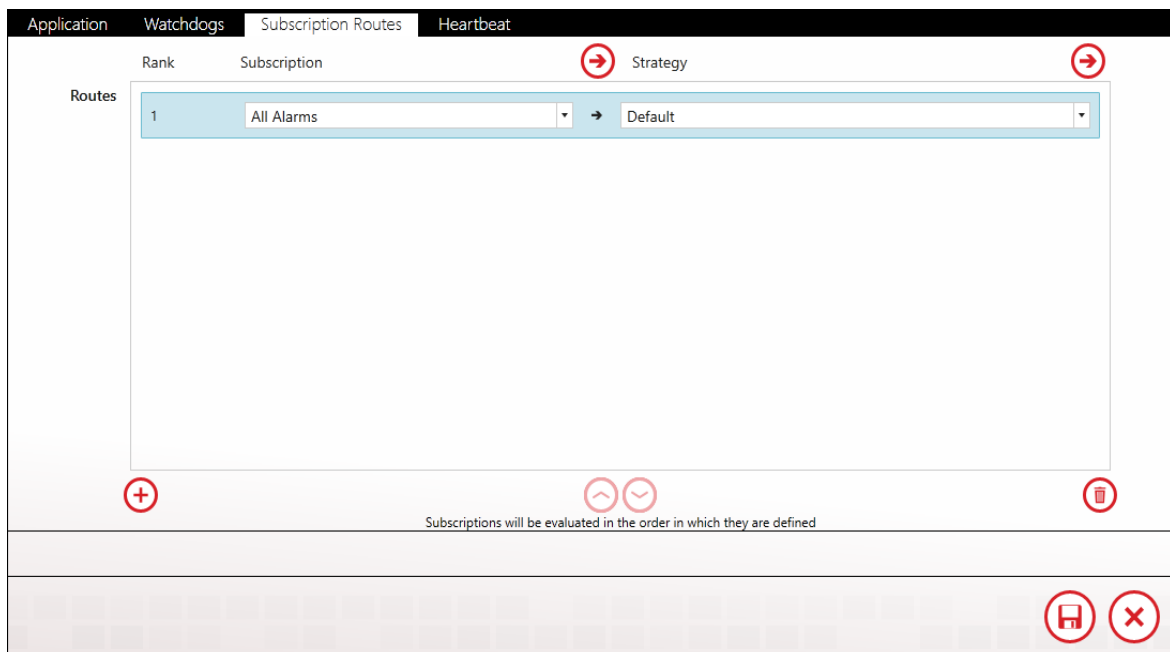 Application Watchdogs Subscription Routes Heartbeat
Rank Subscription Strategy
Routes
1 All Alarms Default
Subscriptions will be evaluated in the order in which they are defined